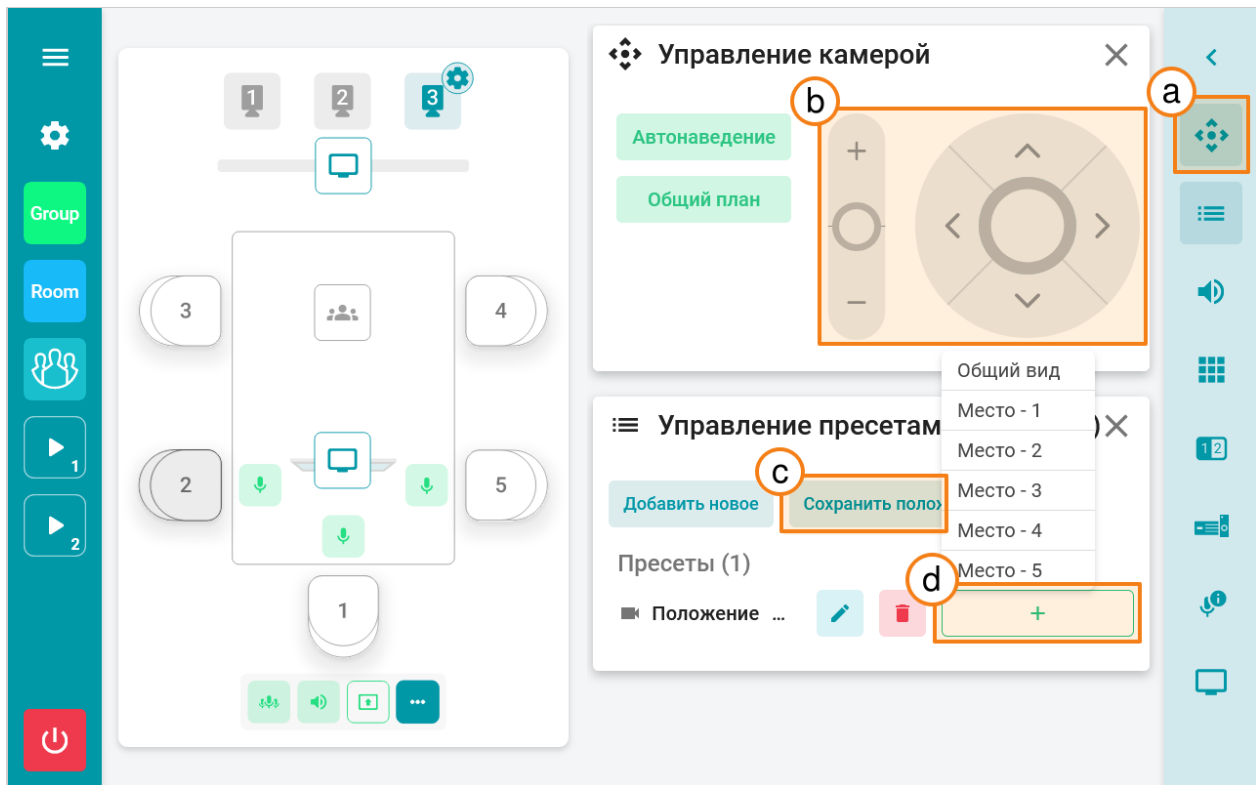 Group
Room
1
2
1
2
3
3
4
2
5
1
Управление камерой
Автонаведение
Общий план
a
b
Общий вид
Место - 1
Место - 2
Место - 3
Место - 4
Место - 5
Управление пресетам )
c
Добавить новое
Сохранить полож
Пресеты (1)
d
Положение ...
+
1 2